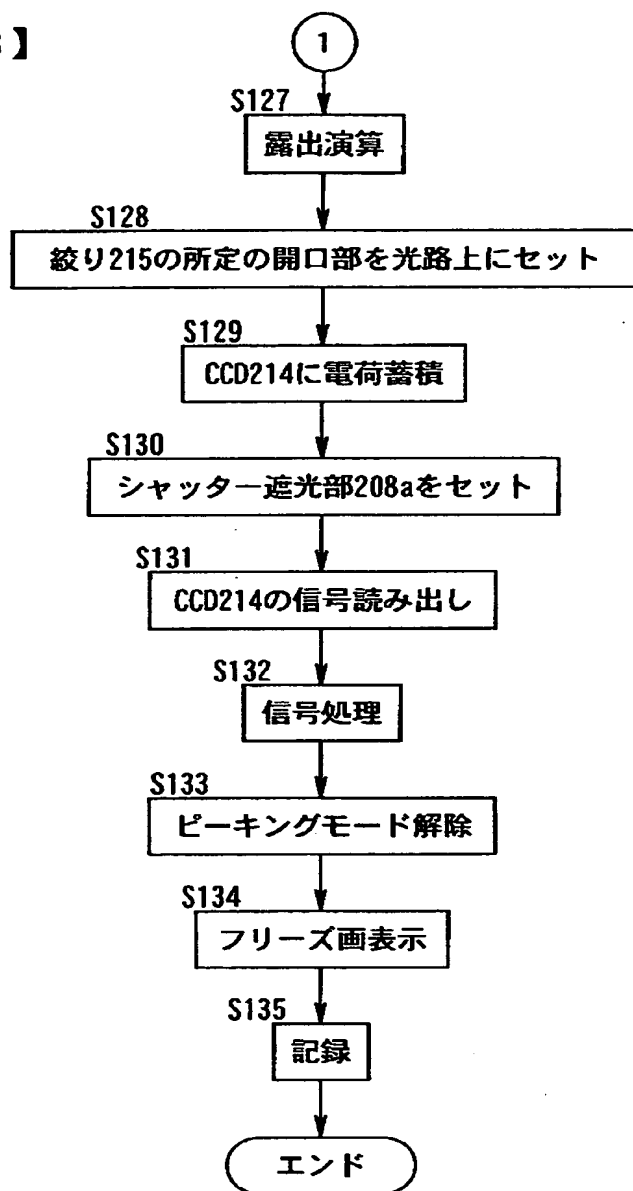 】
1
S127
露出演算
S128
絞り215の所定の開口部を光路上にセット
S129
CCD214に電荷蓄積
S130
シャッター遮光部208aをセット
S131
CCD214の信号読み出し
S132
信号処理
S133
ピーキングモード解除
S134
フリーズ画表示
S135
記録
エンド